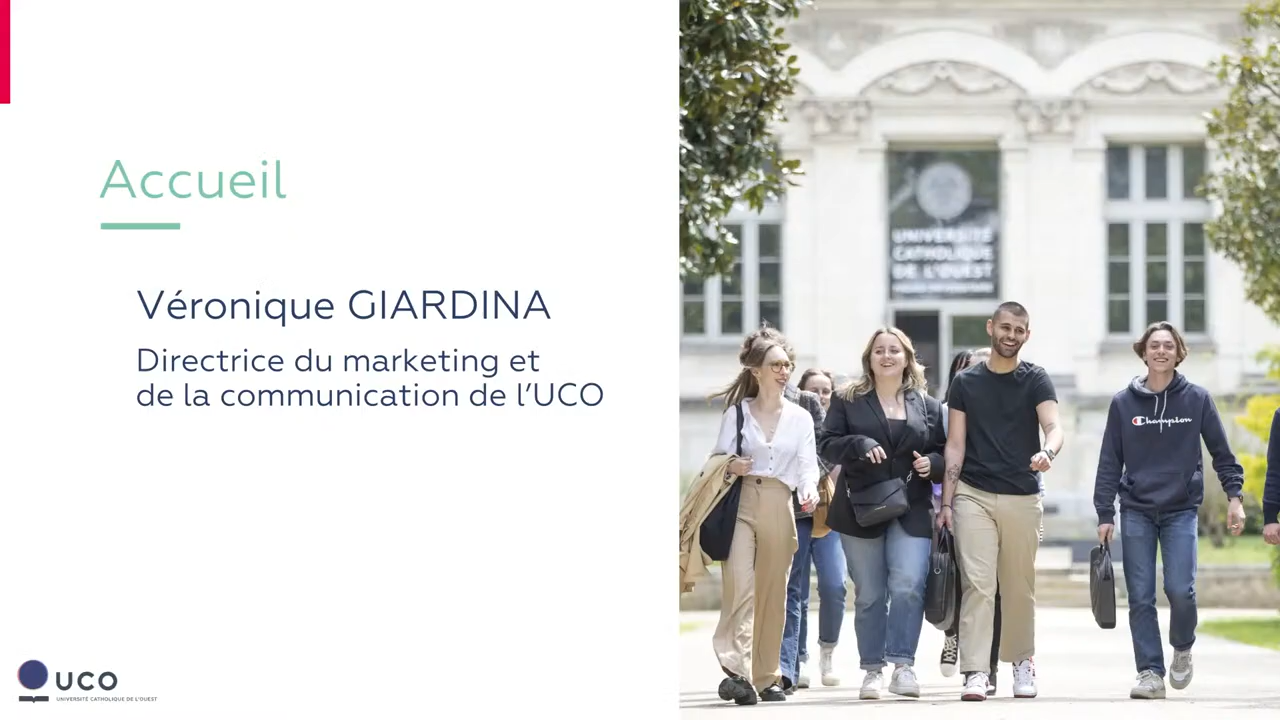 Accueil
Véronique GIARDINA
Directrice du marketing et
de la communication de l’UCO
UCO
UNIVERSITÉ CATHOLIQUE DE L'OUEST
UNIVERSITÉ
CATHOLIQUE
DE L'OUEST
Champion